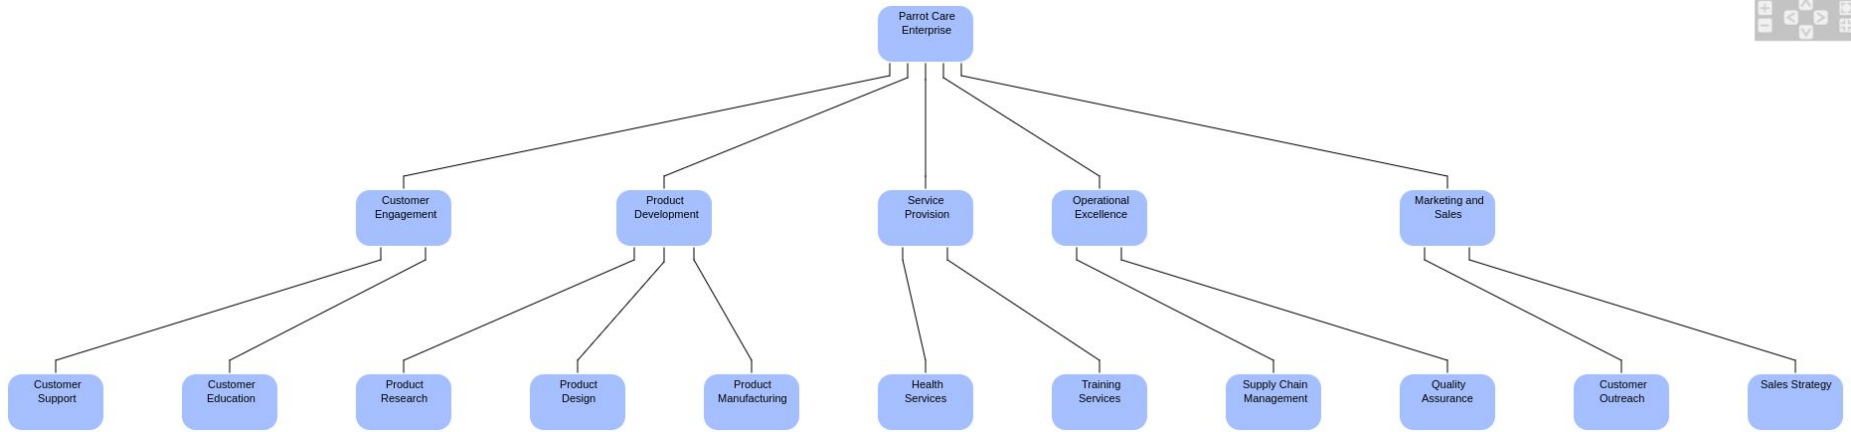 Parrot Care
Enterprise
Customer
Engagement
Product
Development
Service
Provision
Operational
Excellence
Marketing and
Sales
Customer
Support
Customer
Education
Product
Research
Product
Design
Product
Manufacturing
Health
Services
Training
Services
Supply Chain
Management
Quality
Assurance
Customer
Outreach
Sales Strategy